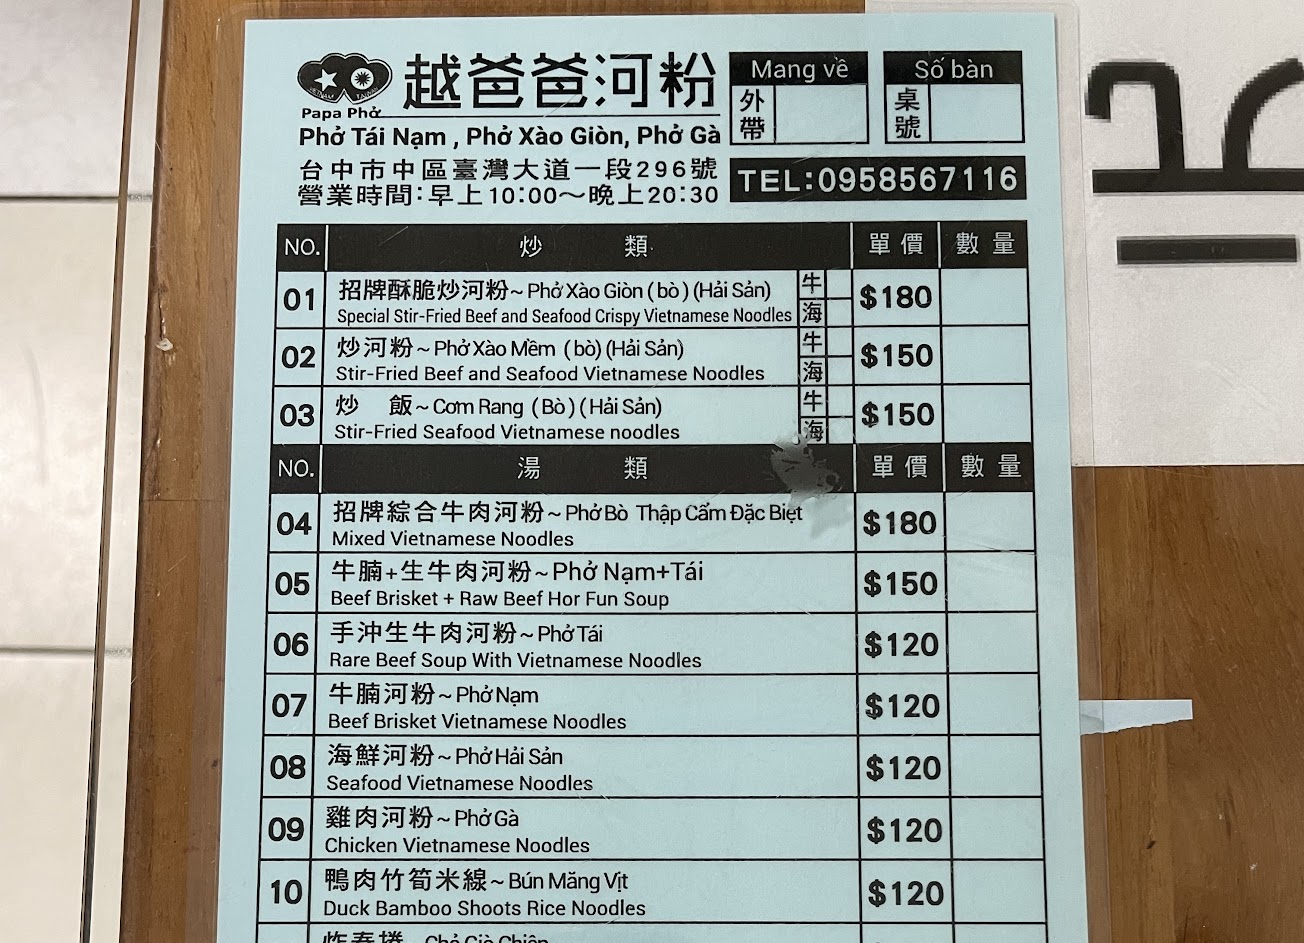 VIETNAM TAIWAN
Papa Phở
越爸爸河粉
Phở Tái Nạm , Phở Xào Giòn, Phở Gà
台中市中區臺灣大道一段296號
營業時間:早上10:00～晚上20:30
Mang về
外帶
Số bàn
桌號
TEL:0958567116
NO. 炒 類 單價 數量
01 招牌酥脆炒河粉~Phở Xào Giòn (bò) (Hải Sản) 牛 $180
Special Stir-Fried Beef and Seafood Crispy Vietnamese Noodles 海
02 炒河粉~Phở Xào Mềm (bò) (Hải Sản) 牛 $150
Stir-Fried Beef and Seafood Vietnamese Noodles 海
03 炒 飯~Cơm Rang (Bò) (Hải Sản) 牛 $150
Stir-Fried Seafood Vietnamese noodles 海
NO. 湯 類 單價 數量
04 招牌綜合牛肉河粉~Phở Bò Thập Cẩm Đặc Biệt $180
Mixed Vietnamese Noodles
05 牛腩+生牛肉河粉~Phở Nạm+Tái $150
Beef Brisket + Raw Beef Hor Fun Soup
06 手沖生牛肉河粉~Phở Tái $120
Rare Beef Soup With Vietnamese Noodles
07 牛腩河粉~Phở Nạm $120
Beef Brisket Vietnamese Noodles
08 海鮮河粉~Phở Hải Sản $120
Seafood Vietnamese Noodles
09 雞肉河粉~Phở Gà $120
Chicken Vietnamese Noodles
10 鴨肉竹筍米線~Bún Măng Vịt $120
Duck Bamboo Shoots Rice Noodles
炸春捲~Chả Giò Chiên